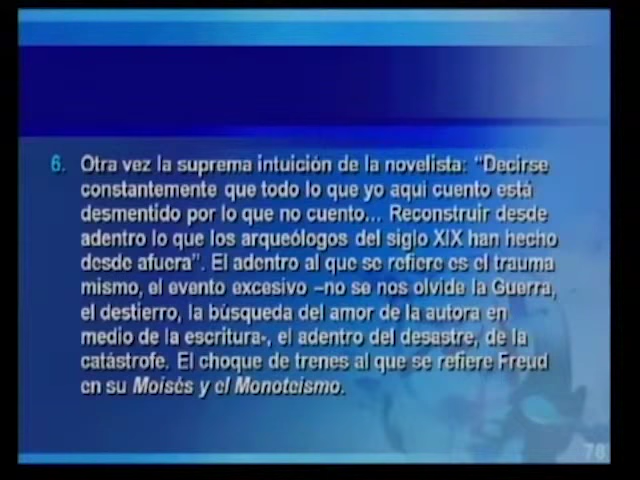 6. Otra vez la suprema intuición de la novelista: "Decirse
constantemente que todo lo que yo aquí cuento está
desmentido por lo que no cuento... Reconstruir desde
adentro lo que los arqueólogos del siglo XIX han hecho
desde afuera". El adentro al que se refiere es el trauma
mismo, el evento excesivo –no se nos olvide la Guerra,
el destierro, la búsqueda del amor de la autora en
medio de la escritura-, el adentro del desastre, de la
catástrofe. El choque de trenes al que se refiere Freud
en su Moisés y el Monoteísmo.